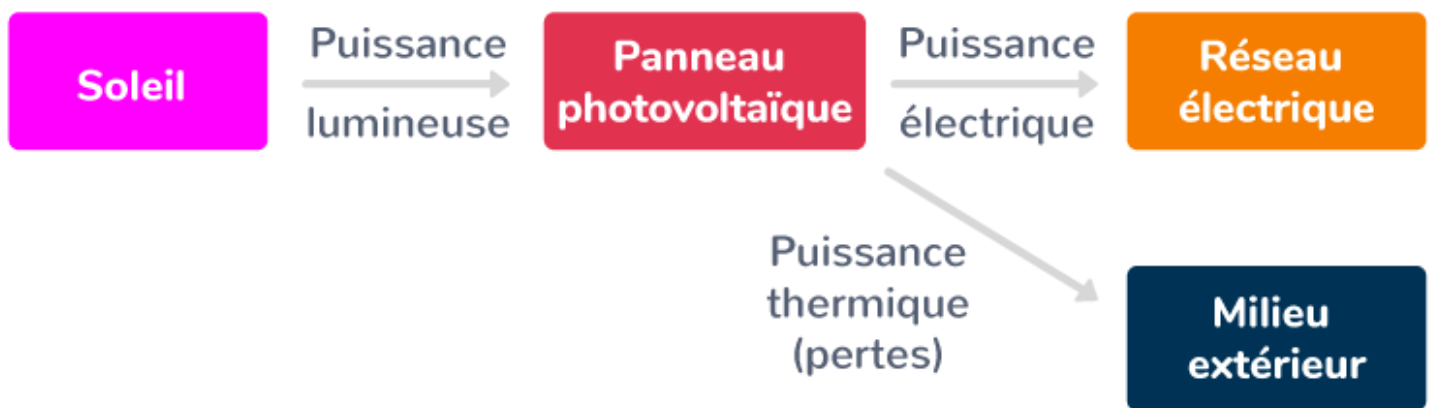 Soleil
Puissance
lumineuse
Panneau
photovoltaïque
Puissance
électrique
Réseau
électrique
Puissance
thermique
(pertes)
Milieu
extérieur